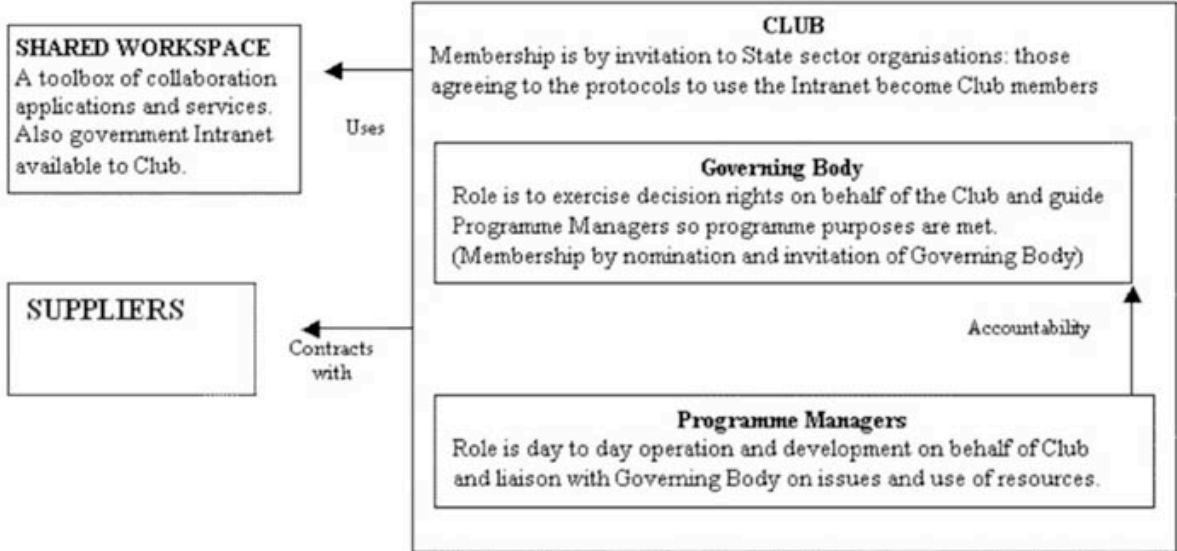 SHARED WORKSPACE
A toolbox of collaboration
applications and services.
Also government Intranet
available to Club.
Uses
SUPPLIERS
Contracts
with
CLUB
Membership is by invitation to State sector organisations: those
agreeing to the protocols to use the Intranet become Club members
Governing Body
Role is to exercise decision rights on behalf of the Club and guide
Programme Managers so programme purposes are met.
(Membership by nomination and invitation of Governing Body)
Accountability
Programme Managers
Role is day to day operation and development on behalf of Club
and liaison with Governing Body on issues and use of resources.